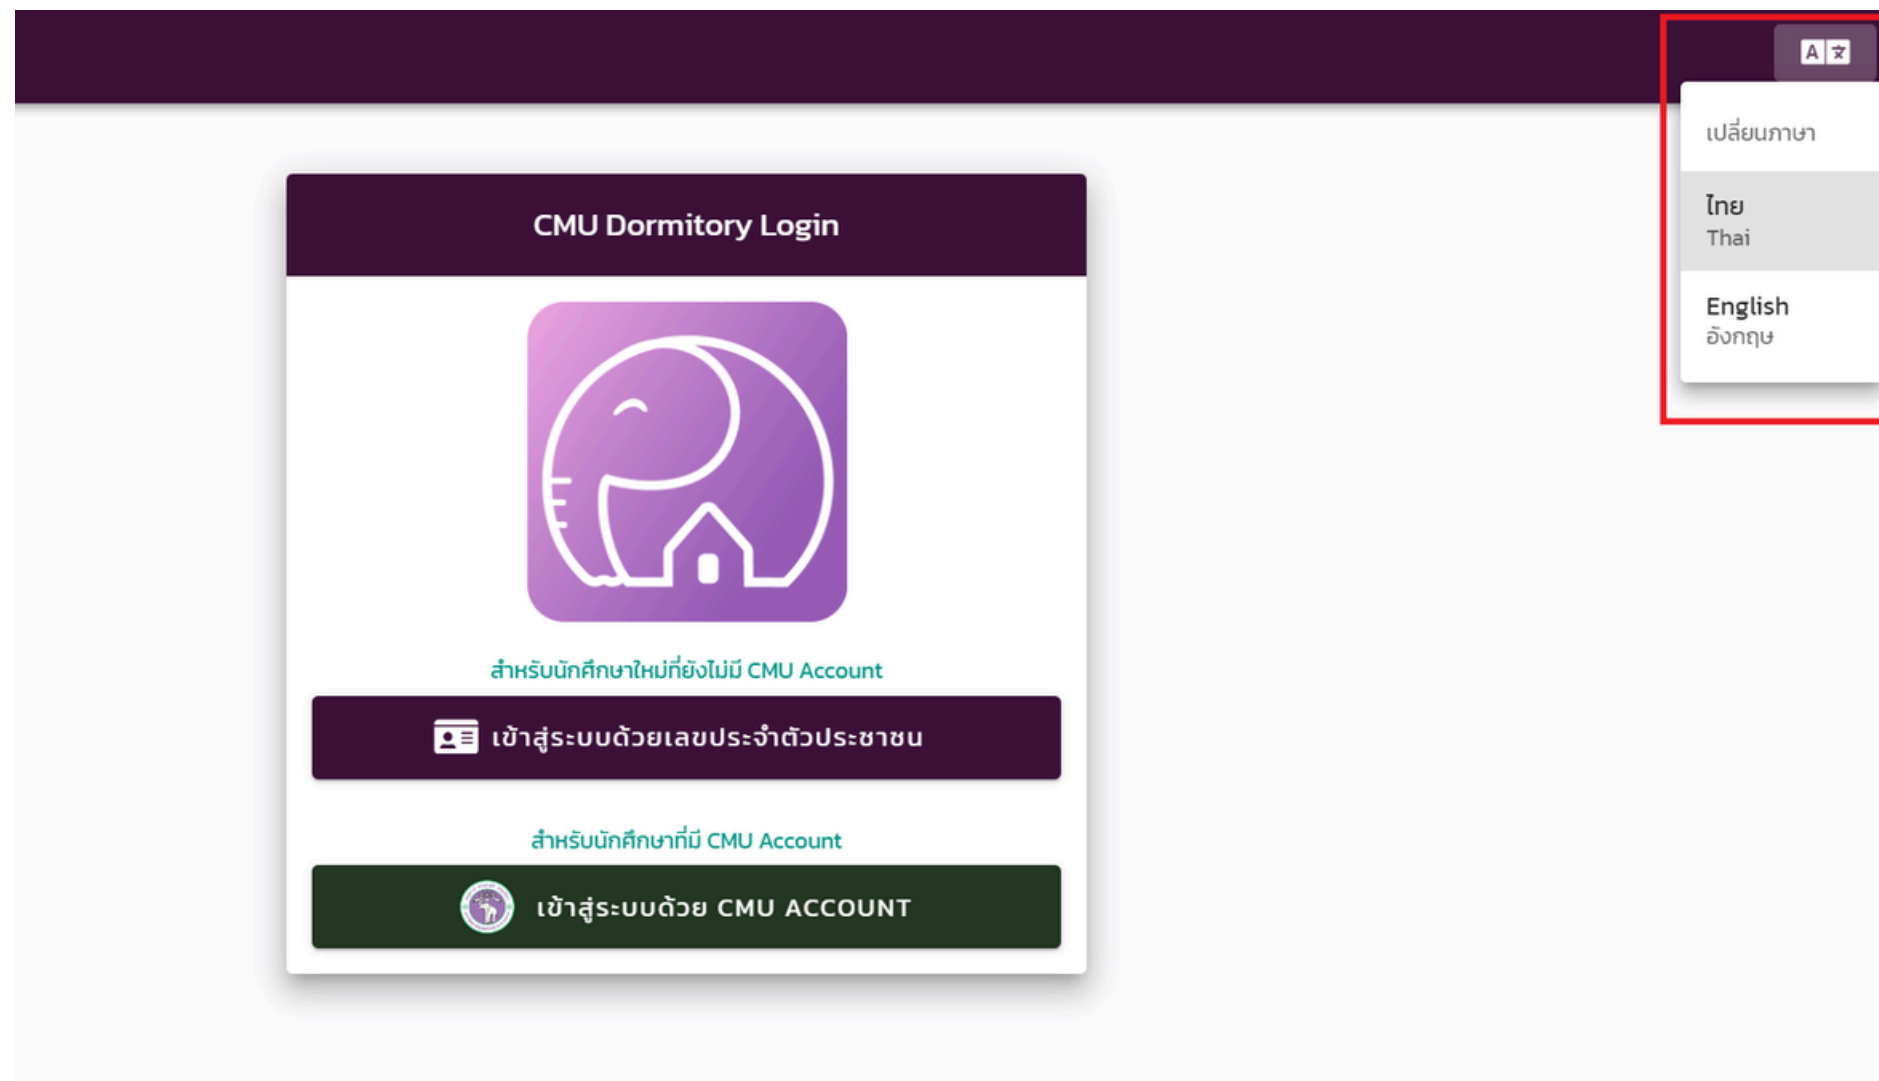 A 文
เปลี่ยนภาษา
ไทย
Thai
English
อังกฤษ
CMU Dormitory Login
สำหรับนักศึกษาใหม่ที่ยังไม่มี CMU Account
เข้าสู่ระบบด้วยเลขประจำตัวประชาชน
สำหรับนักศึกษาที่มี CMU Account
เข้าสู่ระบบด้วย CMU ACCOUNT